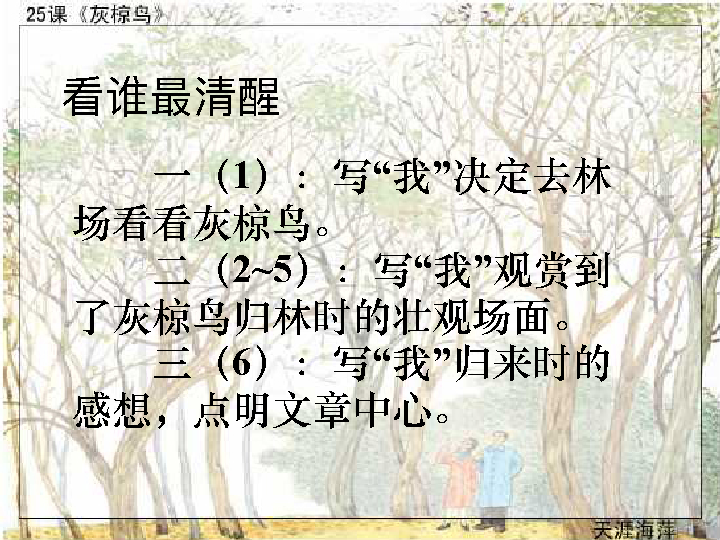 25课《灰椋鸟》
看谁最清醒
一（1）：写“我”决定去林
场看看灰椋鸟。
二（2~5）：写“我”观赏到
了灰椋鸟归林时的壮观场面。
三（6）：写“我”归来时的
感想，点明文章中心。
天涯海萍